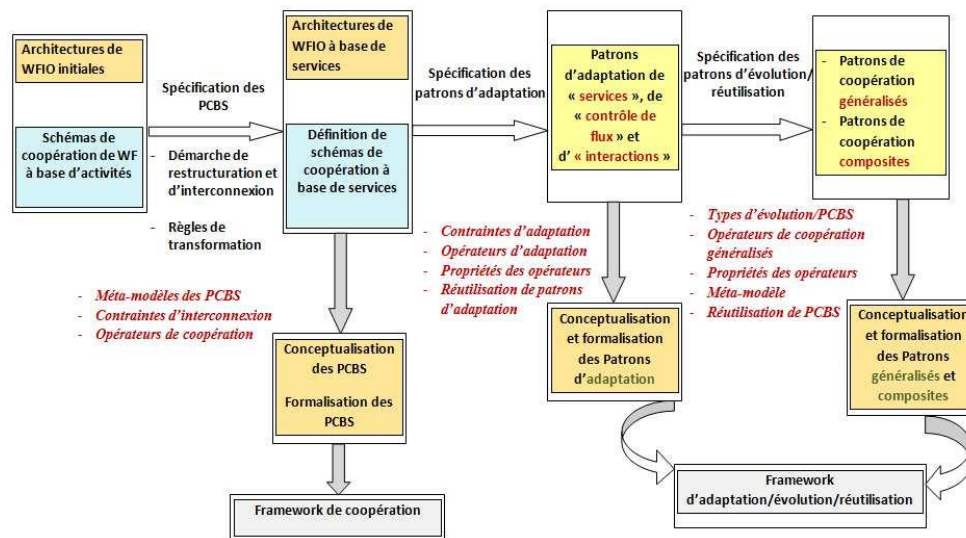 Architectures de
WFIO initiales
Schémas de
coopération de WF
à base d'activités
Spécification des
PCBS
- Démarche de
restructuration et
d'interconnexion
- Règles de
transformation
Architectures de
WFIO à base de
services
Définition de
schémas de
coopération à
base de services
Spécification des
patrons d'adaptation
Patrons
d'adaptation de
« services », de
« contrôle de
flux » et
d' « interactions »
Spécification des
patrons d'évolution/
réutilisation
- Patrons de
coopération
généralisés
- Patrons de
coopération
composites
- Méta-modèles des PCBS
- Contraintes d'interconnexion
- Opérateurs de coopération
- Contraintes d'adaptation
- Opérateurs d'adaptation
- Propriétés des opérateurs
- Réutilisation de patrons
d'adaptation
- Types d'évolution/PCBS
- Opérateurs de coopération
généralisés
- Propriétés des opérateurs
- Méta-modèle
- Réutilisation de PCBS
Conceptualisation
des PCBS
Formalisation des
PCBS
Conceptualisation
et formalisation
des Patrons
d'adaptation
Conceptualisation
et formalisation
des Patrons
généralisés et
composites
Framework de coopération
Framework
d'adaptation/évolution/réutilisation